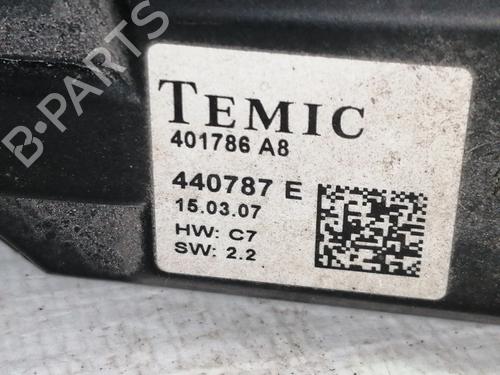 B-PARTS
TEMIC
401786 A8
440787 E
15.03.07
HW: C7
SW: 2.2